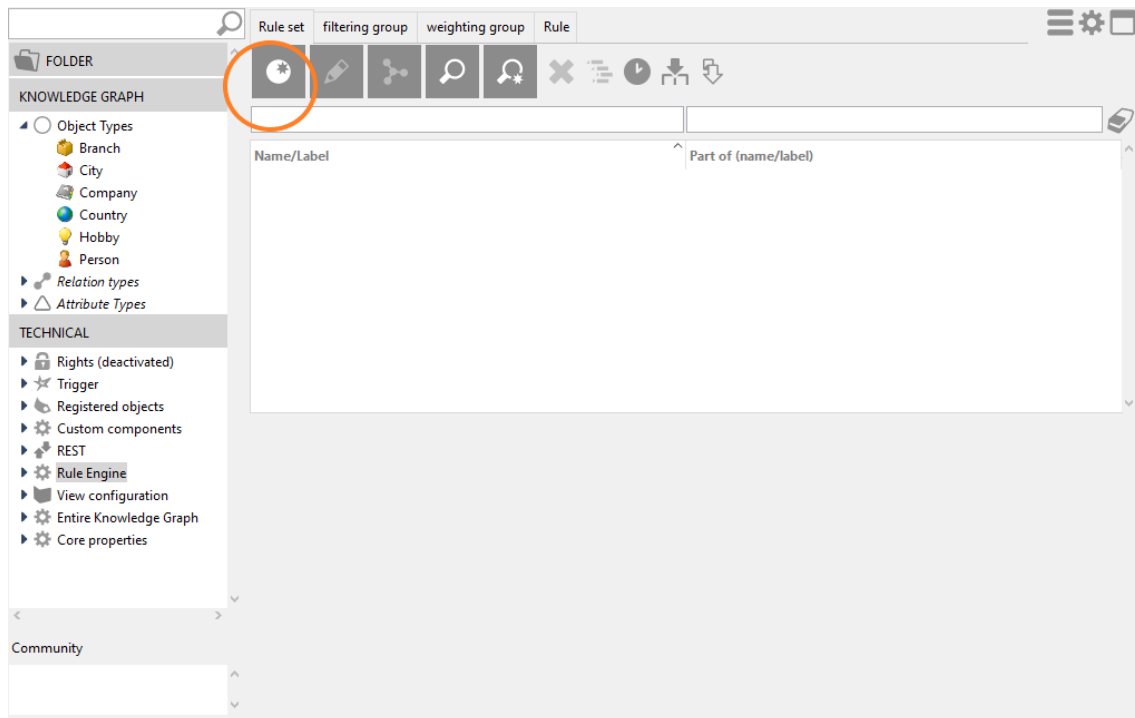 Rule set
filtering group
weighting group
Rule
FOLDER
KNOWLEDGE GRAPH
Object Types
Branch
City
Company
Country
Hobby
Person
Relation types
Attribute Types
TECHNICAL
Rights (deactivated)
Trigger
Registered objects
Custom components
REST
Rule Engine
View configuration
Entire Knowledge Graph
Core properties
Community
Name/Label
Part of (name/label)